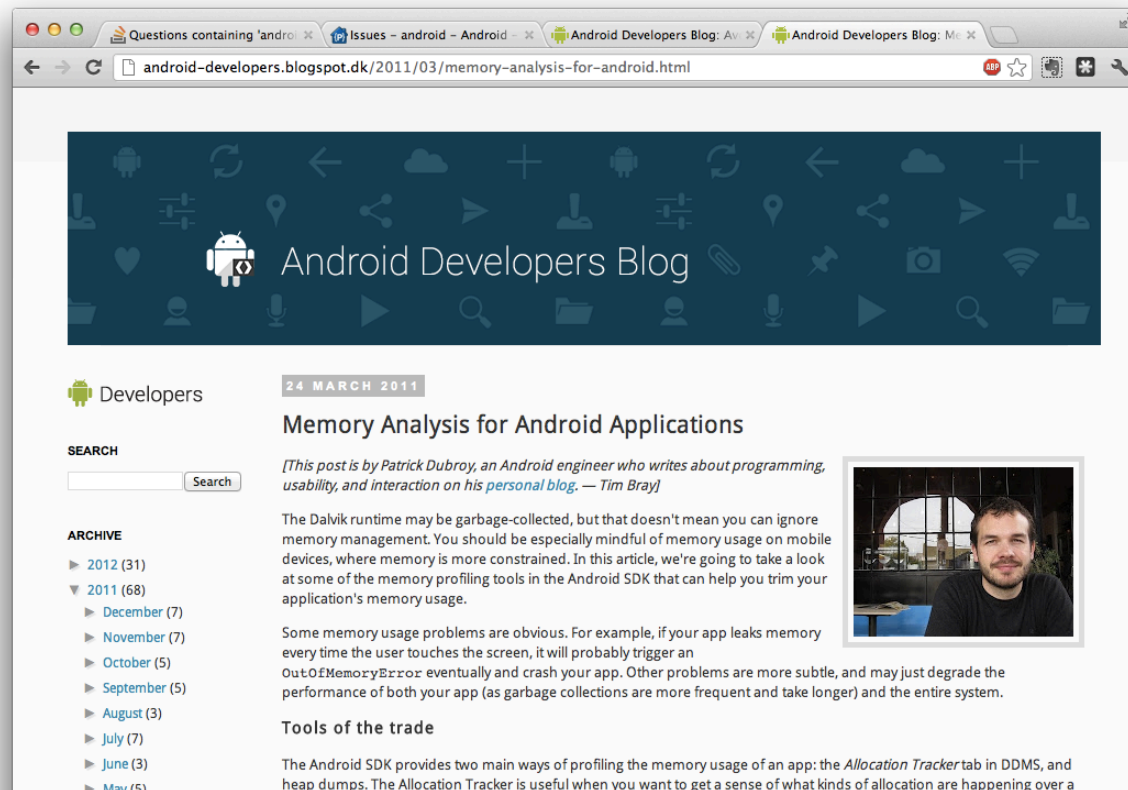 Questions containing 'androi
Issues – android – Android –
Android Developers Blog: Av
Android Developers Blog: Me
android-developers.blogspot.dk/2011/03/memory-analysis-for-android.html
ABP
Android Developers Blog
Developers
SEARCH
Search
ARCHIVE
▶ 2012 (31)
▼ 2011 (68)
▶ December (7)
▶ November (7)
▶ October (5)
▶ September (5)
▶ August (3)
▶ July (7)
▶ June (3)
▶ May (5)
24 MARCH 2011
Memory Analysis for Android Applications
[This post is by Patrick Dubroy, an Android engineer who writes about programming,
usability, and interaction on his personal blog. — Tim Bray]
The Dalvik runtime may be garbage-collected, but that doesn't mean you can ignore
memory management. You should be especially mindful of memory usage on mobile
devices, where memory is more constrained. In this article, we're going to take a look
at some of the memory profiling tools in the Android SDK that can help you trim your
application's memory usage.
Some memory usage problems are obvious. For example, if your app leaks memory
every time the user touches the screen, it will probably trigger an
OutOfMemoryError eventually and crash your app. Other problems are more subtle, and may just degrade the
performance of both your app (as garbage collections are more frequent and take longer) and the entire system.
Tools of the trade
The Android SDK provides two main ways of profiling the memory usage of an app: the Allocation Tracker tab in DDMS, and
heap dumps. The Allocation Tracker is useful when you want to get a sense of what kinds of allocation are happening over a